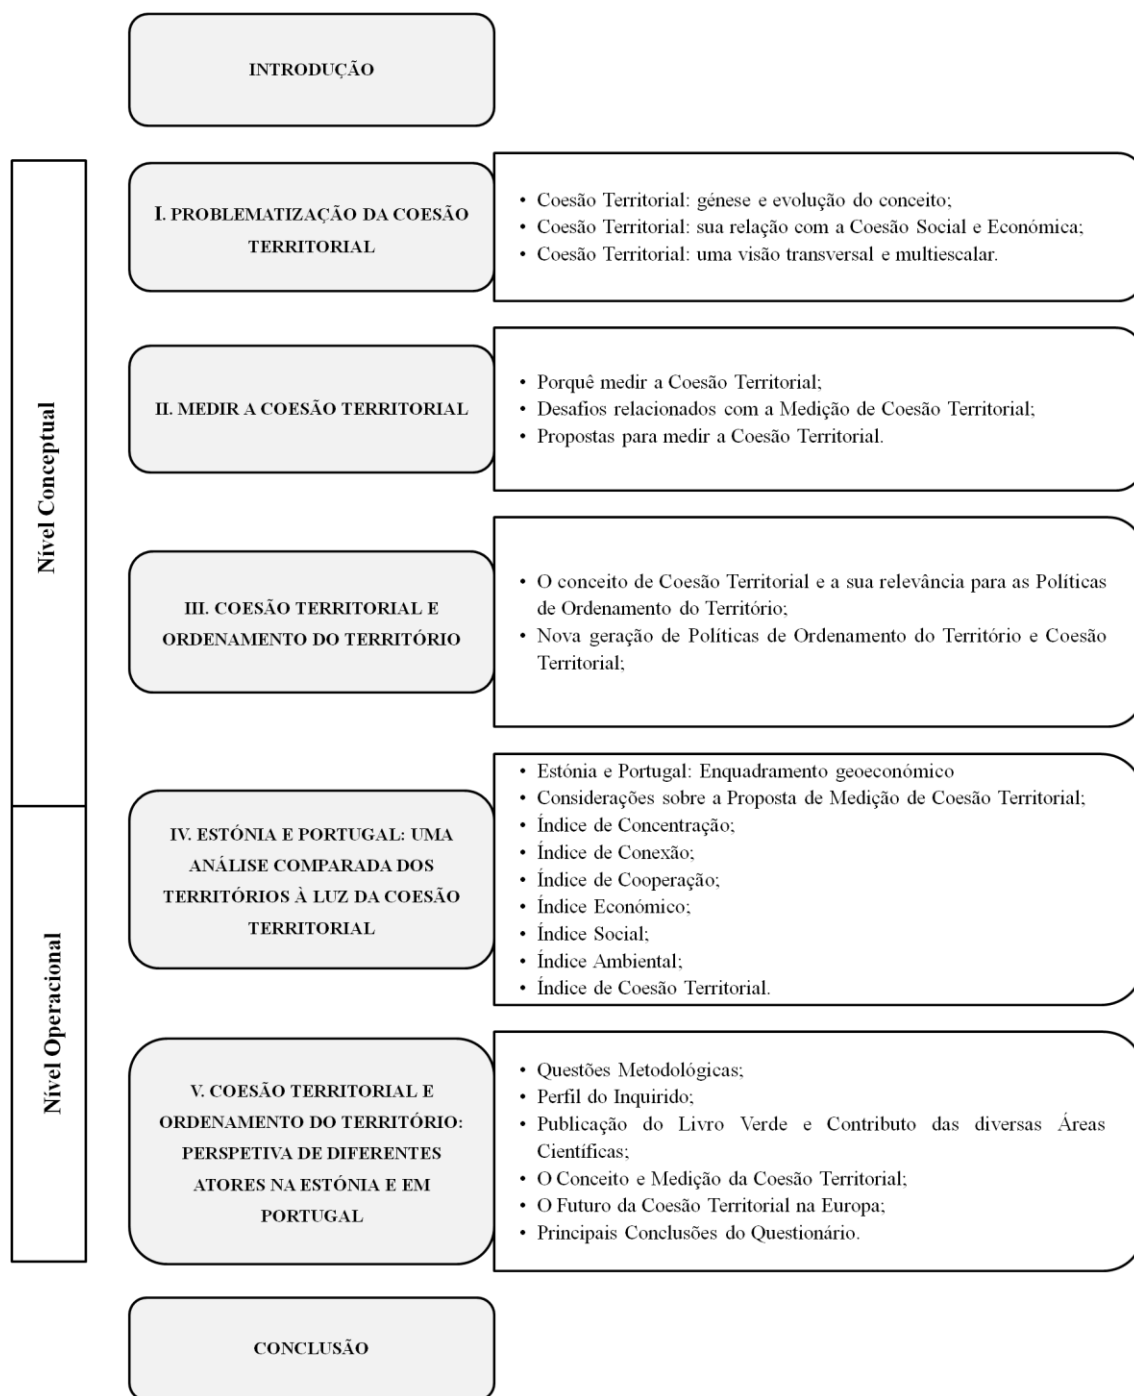 INTRODUÇÃO
Nível Conceptual
I. PROBLEMATIZAÇÃO DA COESÃO
TERRITORIAL
• Coesão Territorial: génese e evolução do conceito;
• Coesão Territorial: sua relação com a Coesão Social e Económica;
• Coesão Territorial: uma visão transversal e multiescalar.
II. MEDIR A COESÃO TERRITORIAL
• Porquê medir a Coesão Territorial;
• Desafios relacionados com a Medição de Coesão Territorial;
• Propostas para medir a Coesão Territorial.
III. COESÃO TERRITORIAL E
ORDENAMENTO DO TERRITÓRIO
• O conceito de Coesão Territorial e a sua relevância para as Políticas
de Ordenamento do Território;
• Nova geração de Políticas de Ordenamento do Território e Coesão
Territorial;
Nível Operacional
IV. ESTÓNIA E PORTUGAL: UMA
ANÁLISE COMPARADA DOS
TERRITÓRIOS À LUZ DA COESÃO
TERRITORIAL
• Estónia e Portugal: Enquadramento geoeconómico
• Considerações sobre a Proposta de Medição de Coesão Territorial;
• Índice de Concentração;
• Índice de Conexão;
• Índice de Cooperação;
• Índice Económico;
• Índice Social;
• Índice Ambiental;
• Índice de Coesão Territorial.
V. COESÃO TERRITORIAL E
ORDENAMENTO DO TERRITÓRIO:
PERSPETIVA DE DIFERENTES
ATORES NA ESTÓNIA E EM
PORTUGAL
• Questões Metodológicas;
• Perfil do Inquirido;
• Publicação do Livro Verde e Contributo das diversas Áreas
Científicas;
• O Conceito e Medição da Coesão Territorial;
• O Futuro da Coesão Territorial na Europa;
• Principais Conclusões do Questionário.
CONCLUSÃO